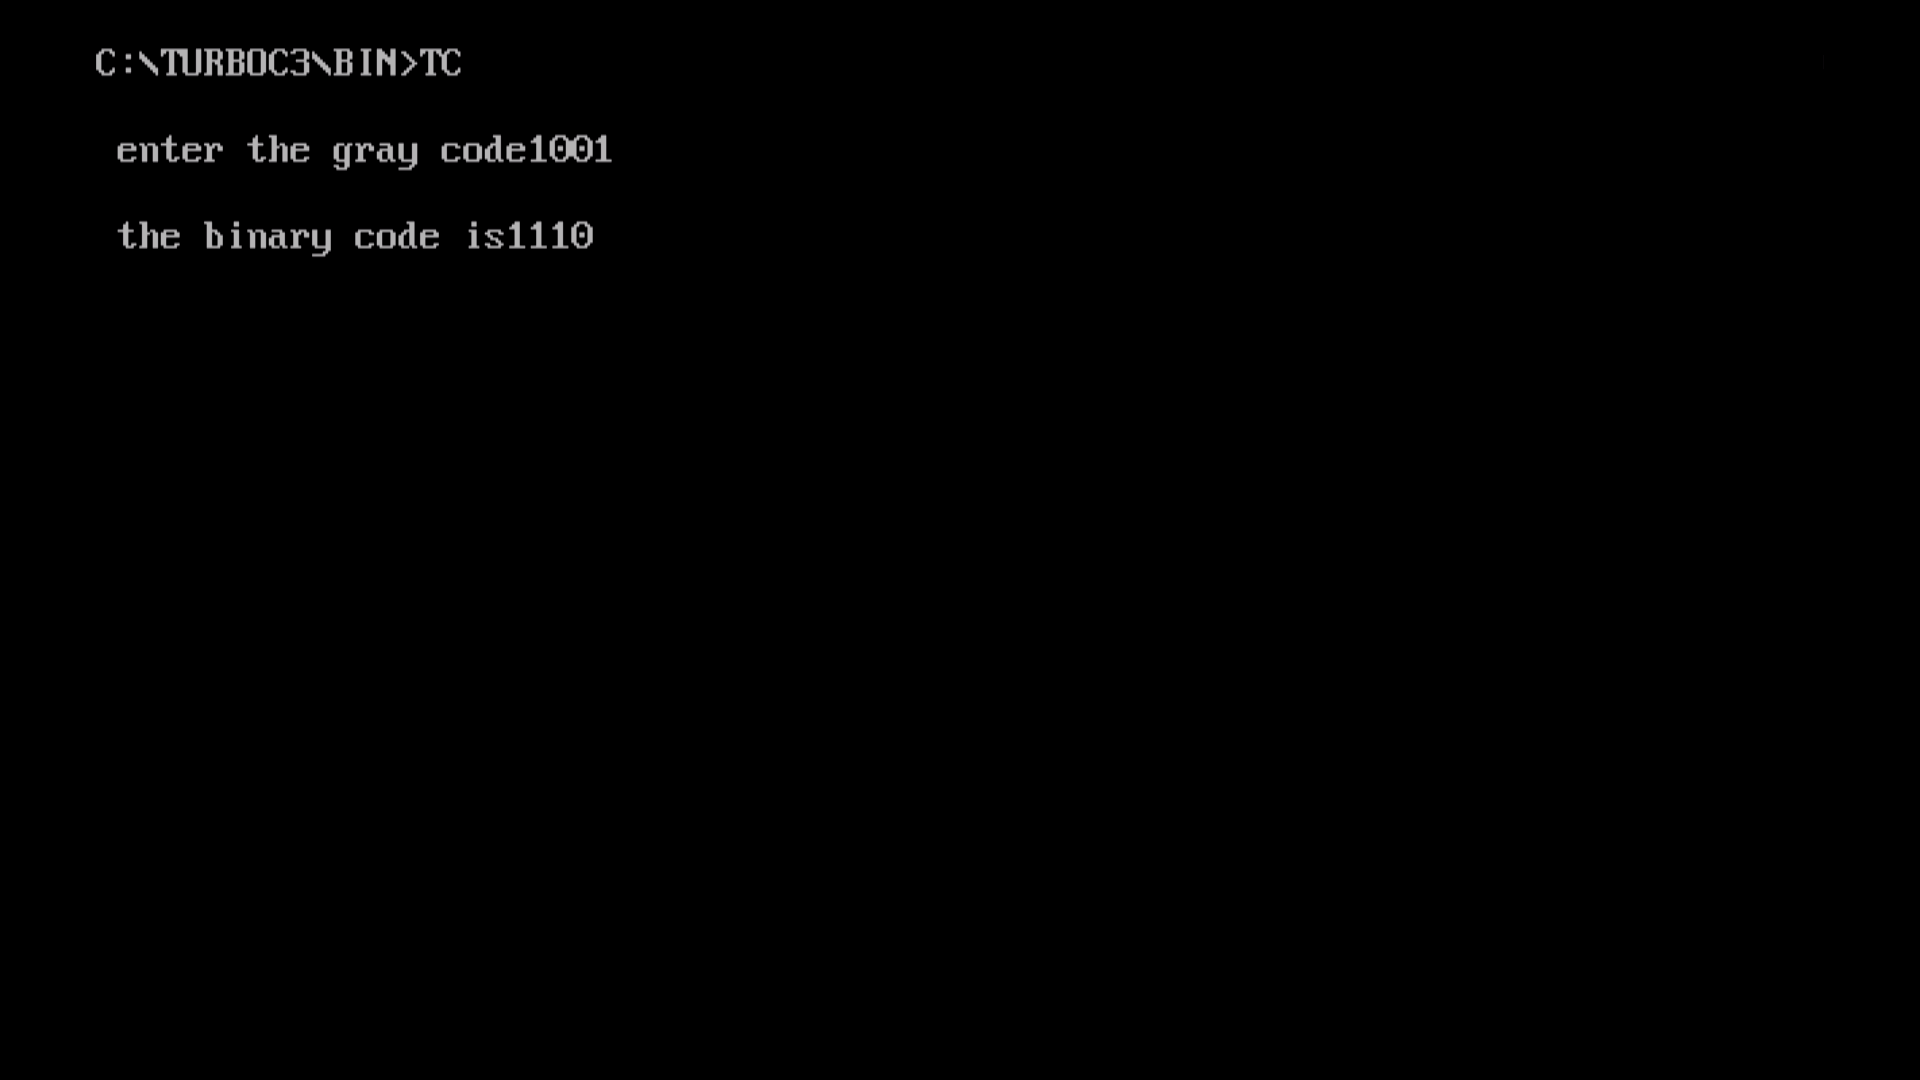 C:\TURBOC3\BIN>TC
enter the gray code1001
the binary code is1110